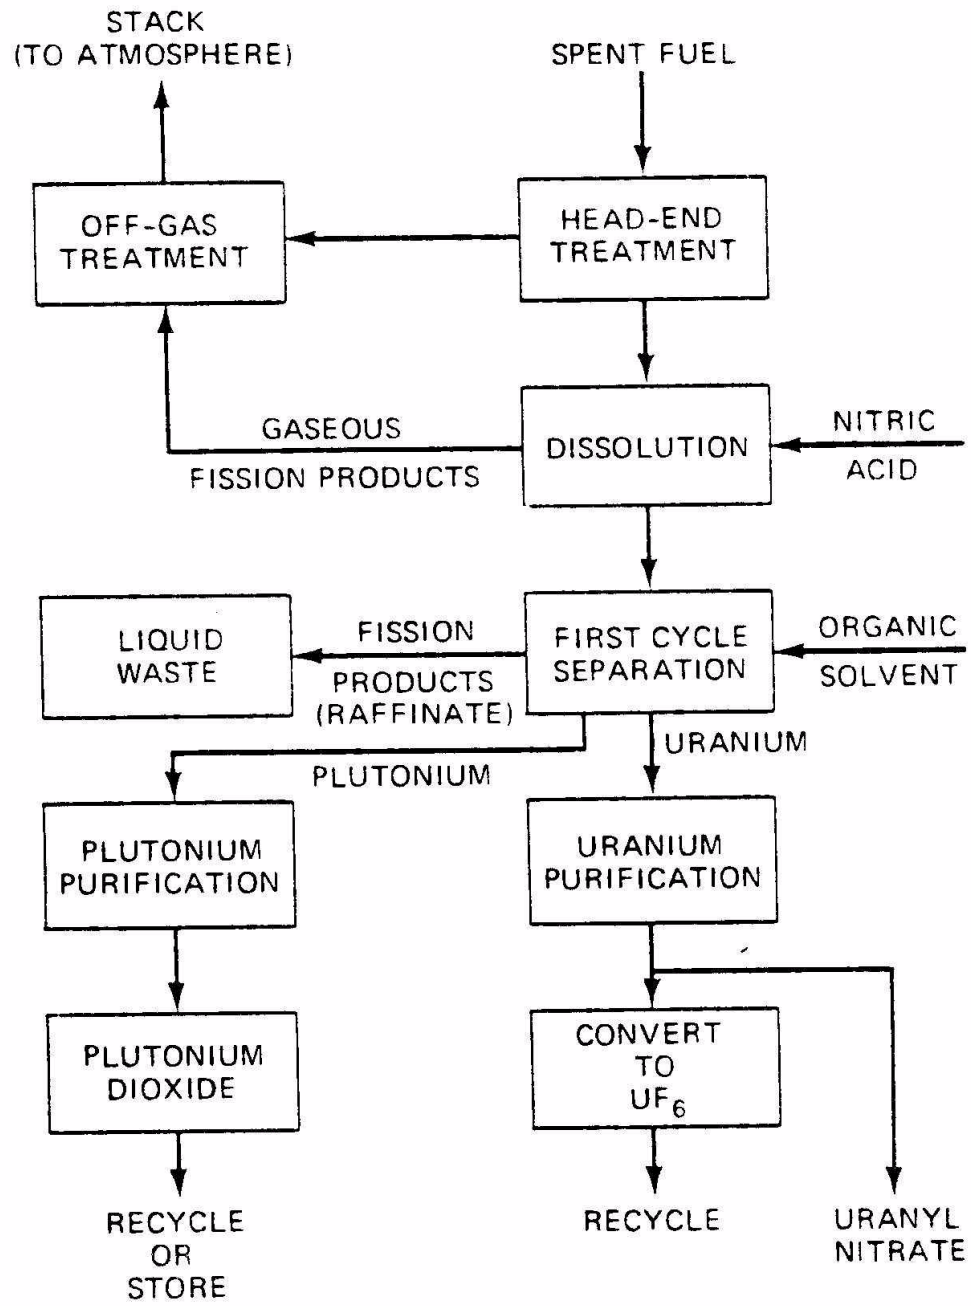 STACK
(TO ATMOSPHERE)
SPENT FUEL
OFF-GAS
TREATMENT
HEAD-END
TREATMENT
GASEOUS
FISSION PRODUCTS
DISSOLUTION
NITRIC
ACID
LIQUID
WASTE
FISSION
PRODUCTS
(RAFFINATE)
FIRST CYCLE
SEPARATION
ORGANIC
SOLVENT
PLUTONIUM
URANIUM
PLUTONIUM
PURIFICATION
URANIUM
PURIFICATION
PLUTONIUM
DIOXIDE
CONVERT
TO
UF₆
RECYCLE
OR
STORE
RECYCLE
URANYL
NITRATE